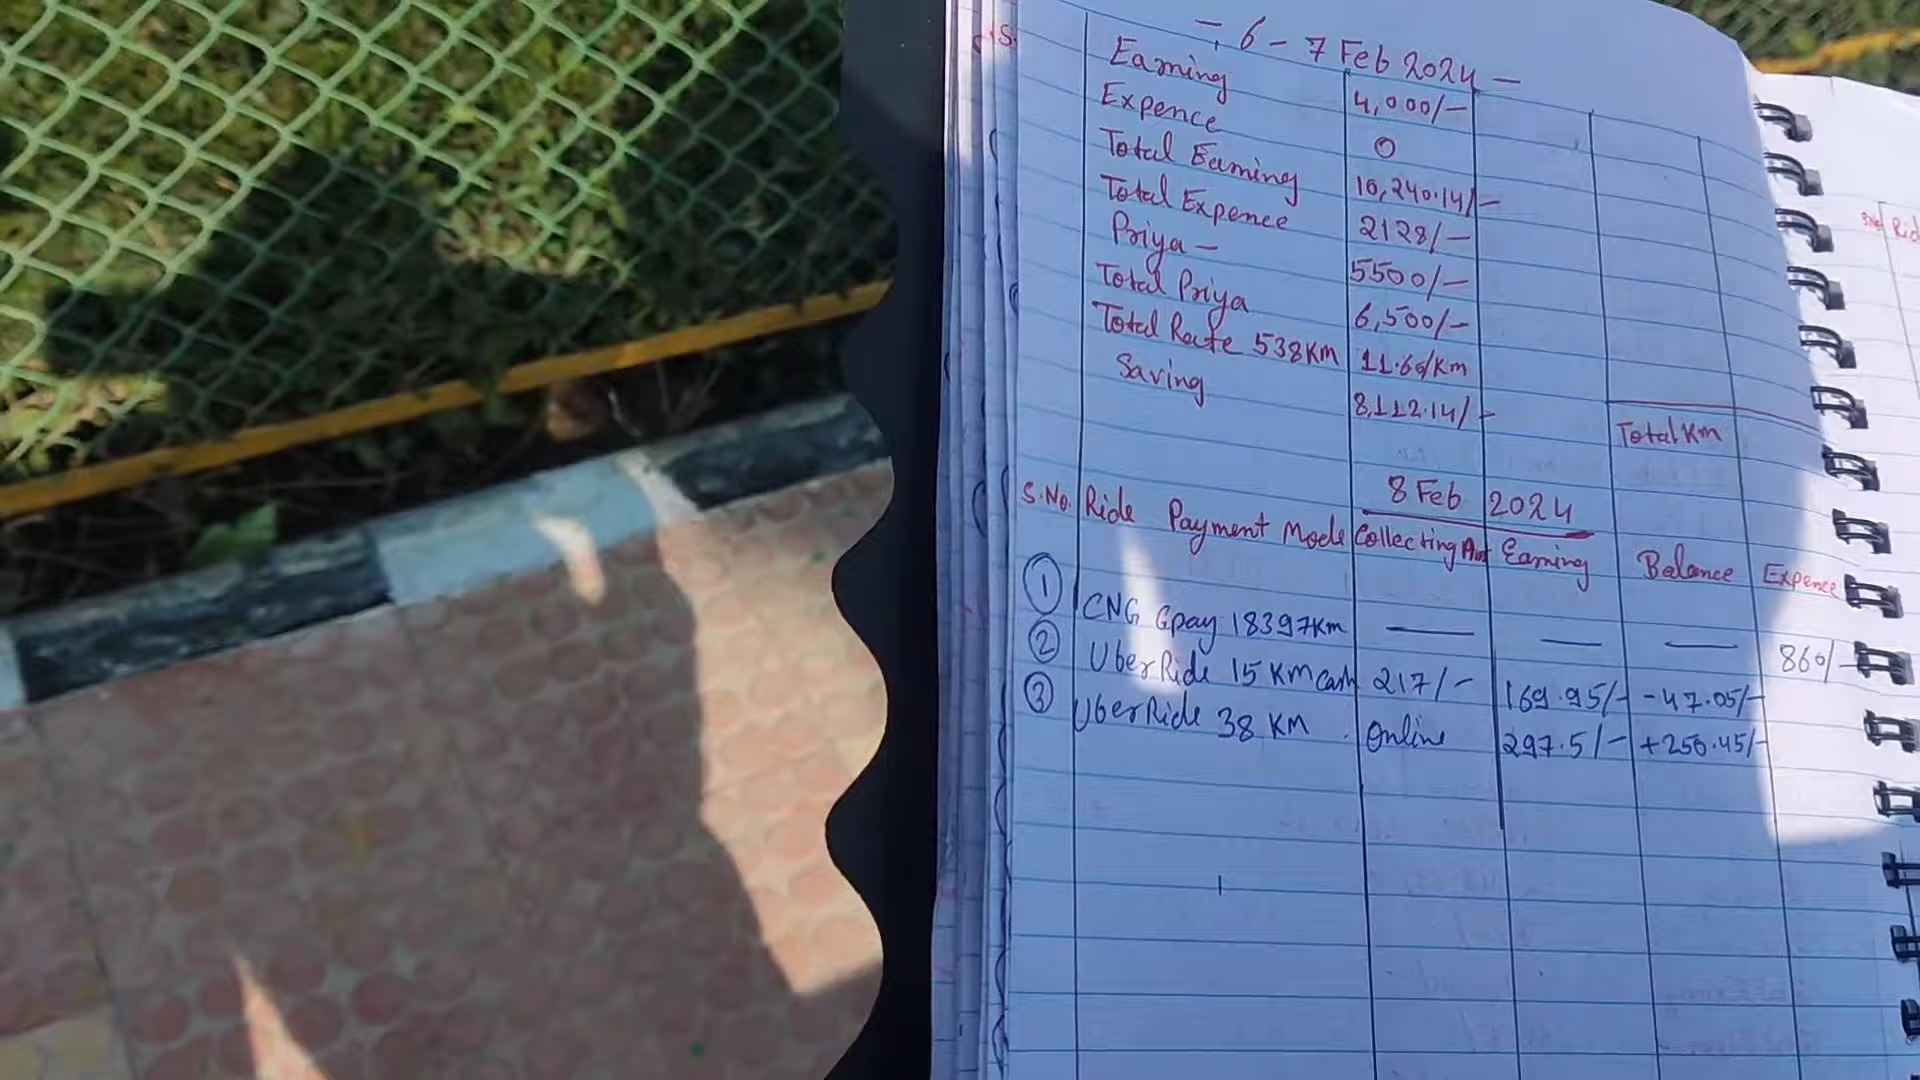 - 6 - 7 Feb 2024 -
Earning 4,000/-
Expence 0
Total Earning 10,240.14/-
Total Expence 2128/-
Priya - 5500/-
Total Priya 6,500/-
Total Rate 538KM 11.60/KM
Saving 8,112.14/-
Total KM
8 Feb 2024
S.No. Ride Payment Mode Collecting Amt Earning Balance Expence
1 CNG Gpay 18397KM — — — 860/-
2 Uber Ride 15 KM Cash 217/- 169.95/- -47.05/-
3 Uber Ride 38 KM Online 297.5/- +250.45/-
S.
S.No Rid